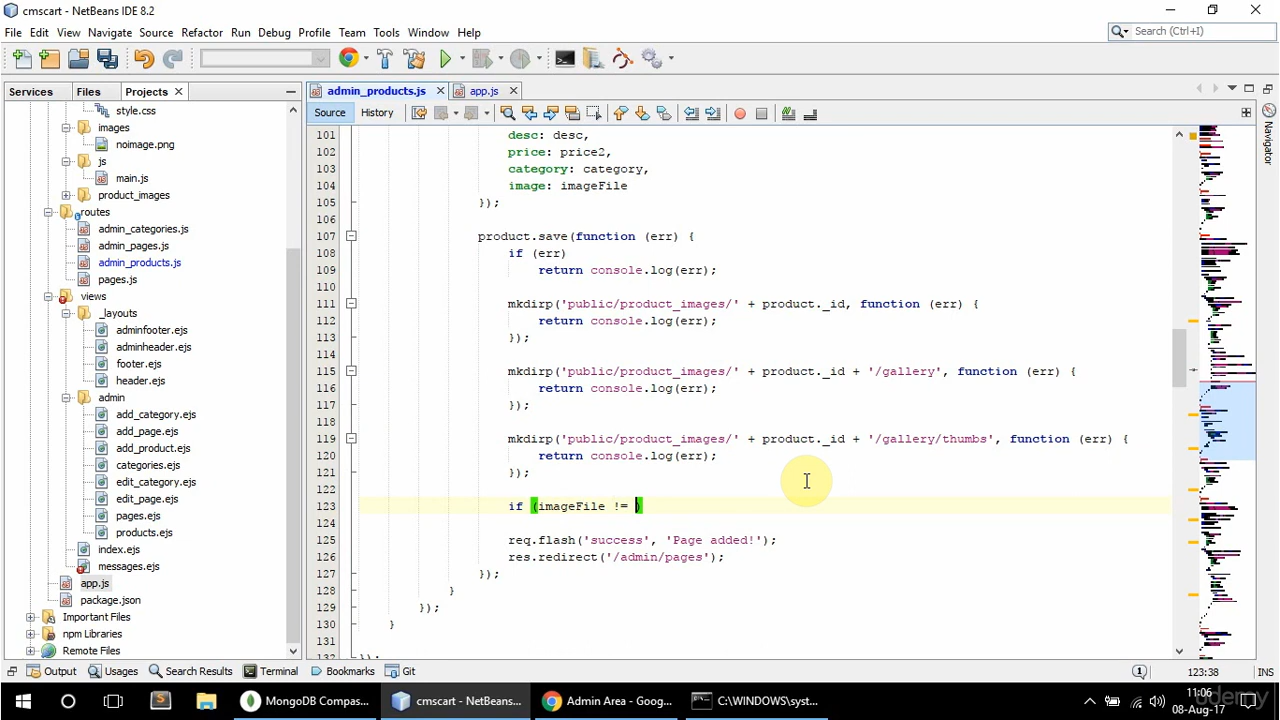 cmscart - NetBeans IDE 8.2
File Edit View Navigate Source Refactor Run Debug Profile Team Tools Window Help
Search (Ctrl+I)
Services Files Projects
admin_products.js app.js
Source History
Navigator
style.css
images
noimage.png
js
main.js
product_images
routes
admin_categories.js
admin_pages.js
admin_products.js
pages.js
views
_layouts
adminfooter.ejs
adminheader.ejs
footer.ejs
header.ejs
admin
add_category.ejs
add_page.ejs
add_product.ejs
categories.ejs
edit_category.ejs
edit_page.ejs
pages.ejs
products.ejs
index.ejs
messages.ejs
app.js
package.json
Important Files
npm Libraries
Remote Files
101 desc: desc,
102 price: price2,
103 category: category,
104 image: imageFile
105 });
106
107 product.save(function (err) {
108 if (err)
109 return console.log(err);
110
111 mkdirp('public/product_images/' + product._id, function (err) {
112 return console.log(err);
113 });
114
115 mkdirp('public/product_images/' + product._id + '/gallery', function (err) {
116 return console.log(err);
117 });
118
119 mkdirp('public/product_images/' + product._id + '/gallery/thumbs', function (err) {
120 return console.log(err);
121 });
122
123 if (imageFile != )
124
125 req.flash('success', 'Page added!');
126 res.redirect('/admin/pages');
127 });
128 }
129 });
130 }
131
132 });
Output Usages Search Results Terminal Bookmarks Git
1 123:38 INS
MongoDB Compas... cmscart - NetBeans ... Admin Area - Goog... C:\WINDOWS\syst...
11:06
08-Aug-17
udemy